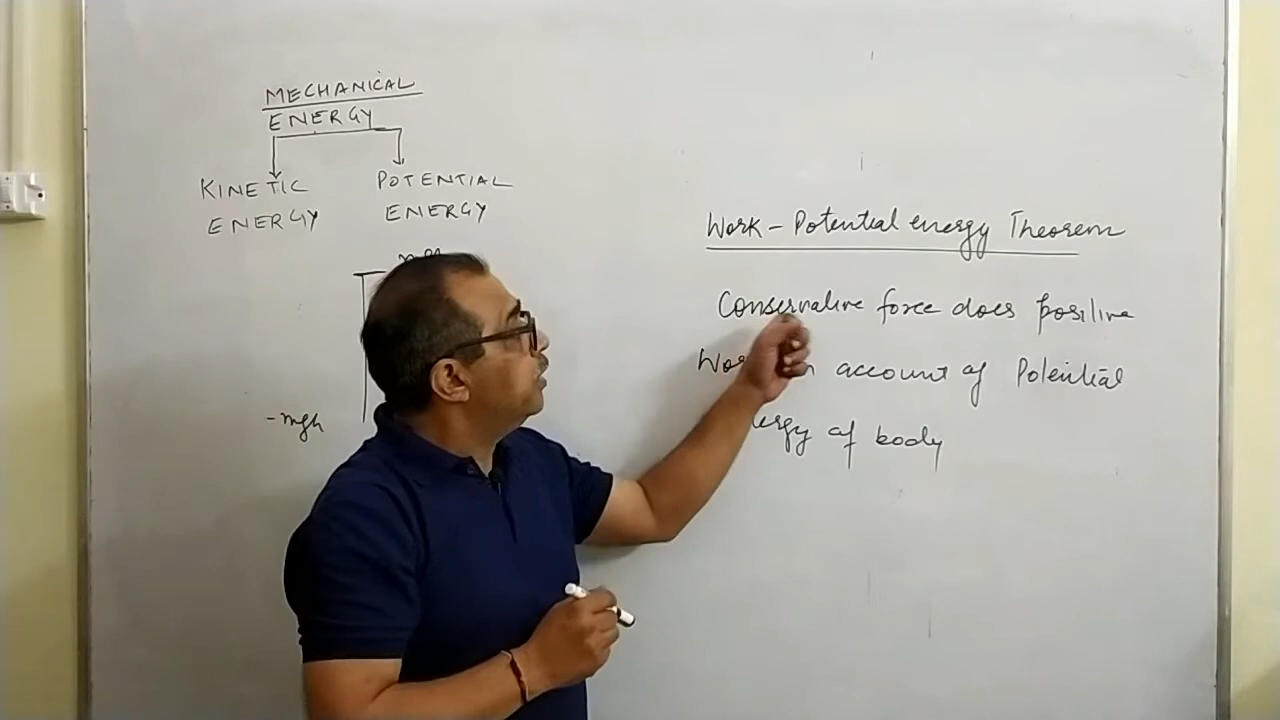 MECHANICAL
ENERGY
KINETIC
ENERGY
POTENTIAL
ENERGY
-mgh
Work - Potential energy Theorem
Conservative force does positive
account of Potential
of body